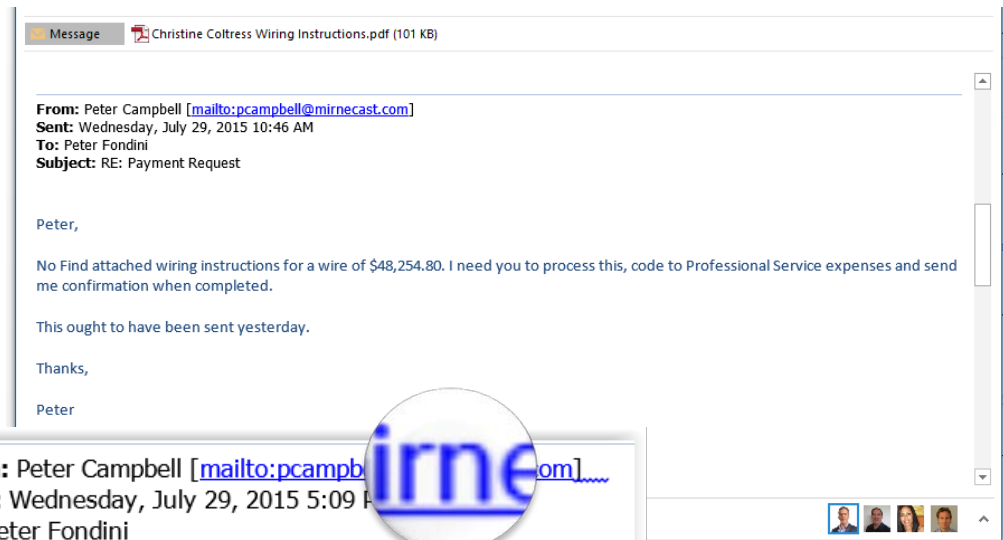 Message Christine Coltress Wiring Instructions.pdf (101 KB)
From: Peter Campbell [mailto:pcampbell@mirnecast.com]
Sent: Wednesday, July 29, 2015 10:46 AM
To: Peter Fondini
Subject: RE: Payment Request
Peter,
No Find attached wiring instructions for a wire of $48,254.80. I need you to process this, code to Professional Service expenses and send
me confirmation when completed.
This ought to have been sent yesterday.
Thanks,
Peter
: Peter Campbell [mailto:pcampb irne om]
: Wednesday, July 29, 2015 5:09 P
eter Fondini